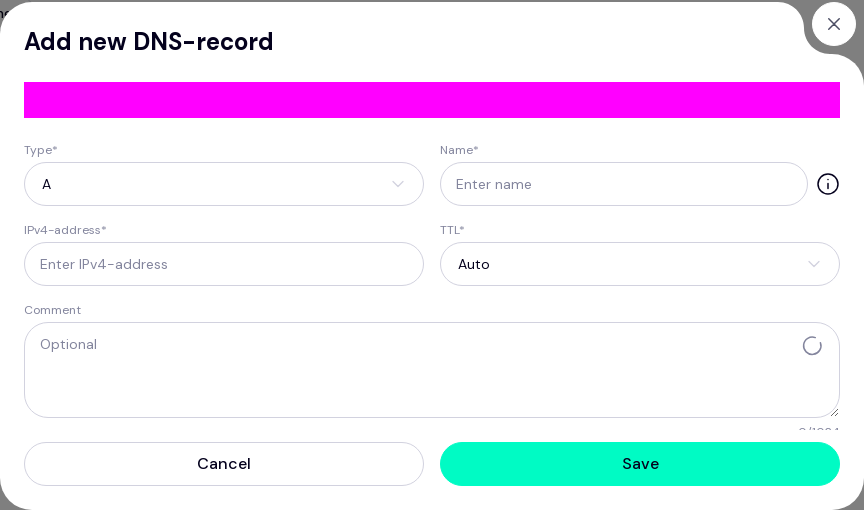 Add new DNS-record
Type*
Name*
A
Enter name
IPv4-address*
TTL*
Enter IPv4-address
Auto
Comment
Optional
Cancel
Save